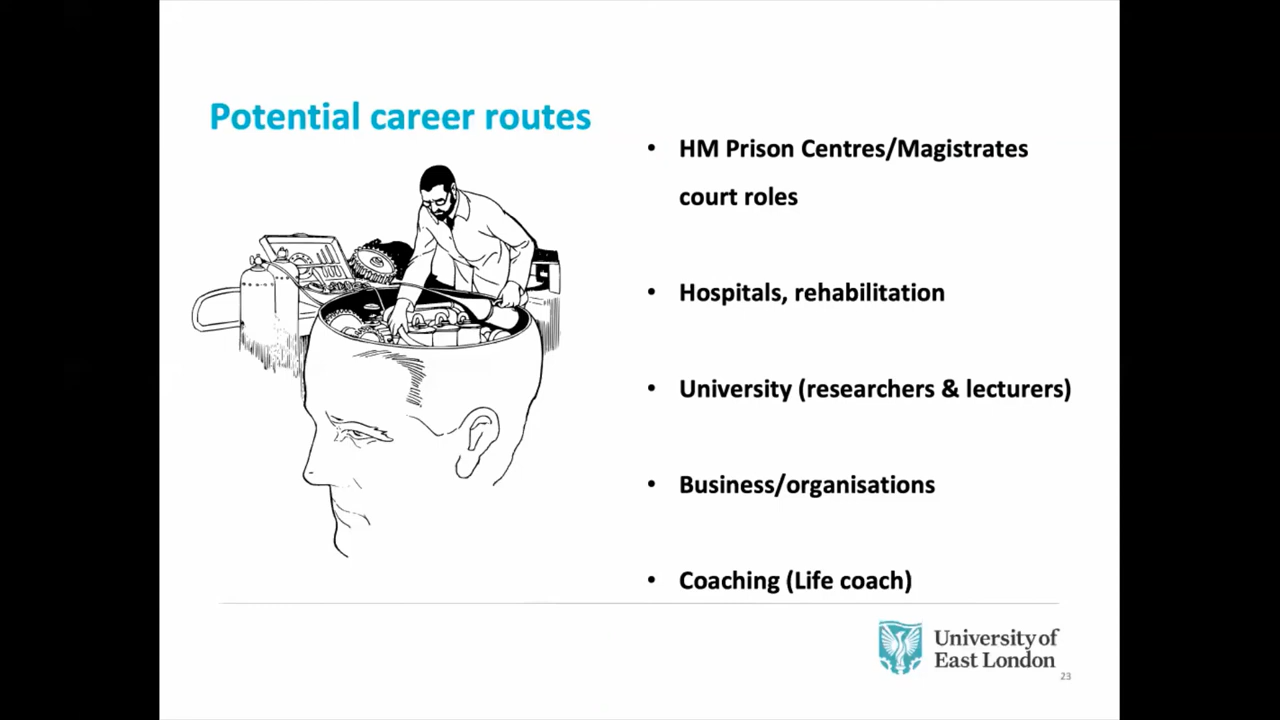 Potential career routes
• HM Prison Centres/Magistrates
court roles
• Hospitals, rehabilitation
• University (researchers & lecturers)
• Business/organisations
• Coaching (Life coach)
University of
East London
23